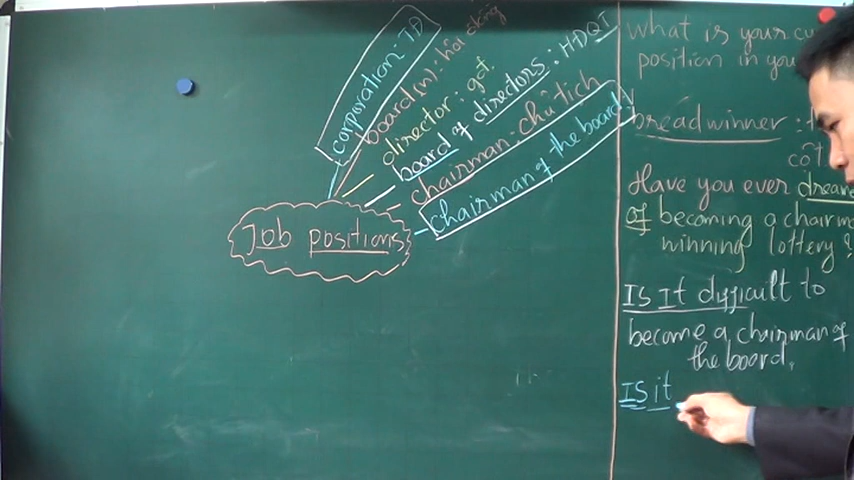 corporation: TĐ
board(n): hội đồng
director: gđ.
board of directors: HĐQT
chairman: chủ tịch
chairman of the board
Job positions
What is your cu
position in you
breadwinner :
cột
Have you ever dream
of becoming a chairm
winning lottery?
Is It difficult to
become a chairman of
the board.
IS it